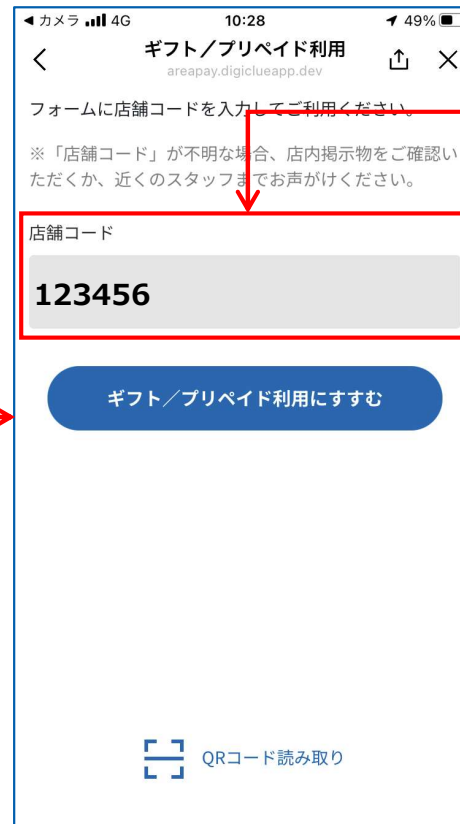 カメラ 4G 10:28 49%
ギフト／プリペイド利用
areapay.digiclueapp.dev
フォームに店舗コードを入力してご利用ください。
※「店舗コード」が不明な場合、店内掲示物をご確認い
ただくか、近くのスタッフまでお声がけください。
店舗コード
123456
ギフト／プリペイド利用にすすむ
QRコード読み取り